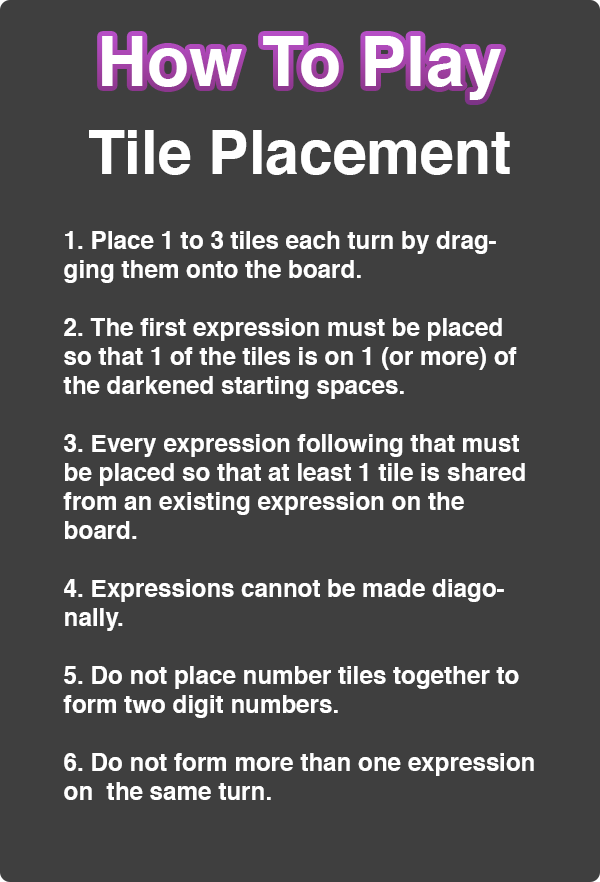 How To Play
Tile Placement
1. Place 1 to 3 tiles each turn by drag-
ging them onto the board.
2. The first expression must be placed
so that 1 of the tiles is on 1 (or more) of
the darkened starting spaces.
3. Every expression following that must
be placed so that at least 1 tile is shared
from an existing expression on the
board.
4. Expressions cannot be made diago-
nally.
5. Do not place number tiles together to
form two digit numbers.
6. Do not form more than one expression
on  the same turn.